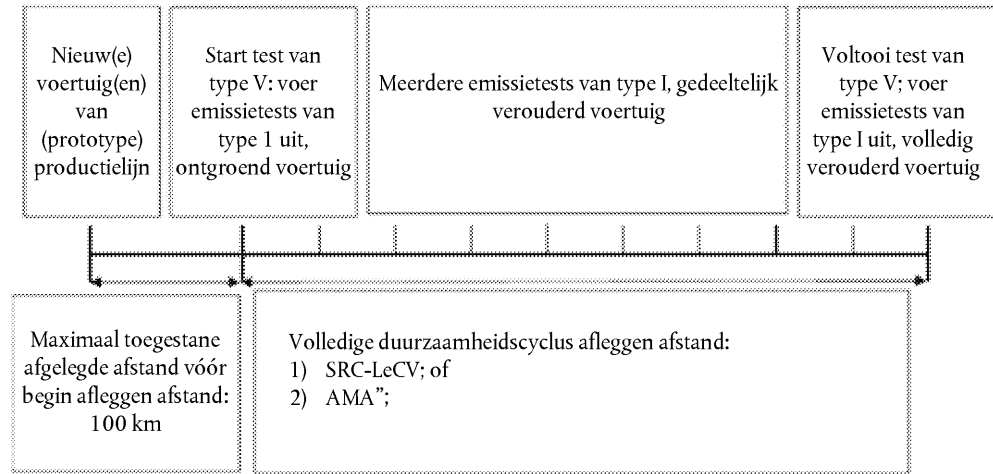 Nieuw(e)
voertuig(en)
van
(prototype)
productielijn
Start test van
type V: voer
emissietests van
type 1 uit,
ontgroend voertuig
Meerdere emissietests van type I, gedeeltelijk
verouderd voertuig
Voltooi test van
type V; voer
emissietests van
type I uit, volledig
verouderd voertuig
Maximaal toegestane
afgelegde afstand vóór
begin afleggen afstand:
100 km
Volledige duurzaamheidscyclus afleggen afstand:
1) SRC-LeCV; of
2) AMA”;